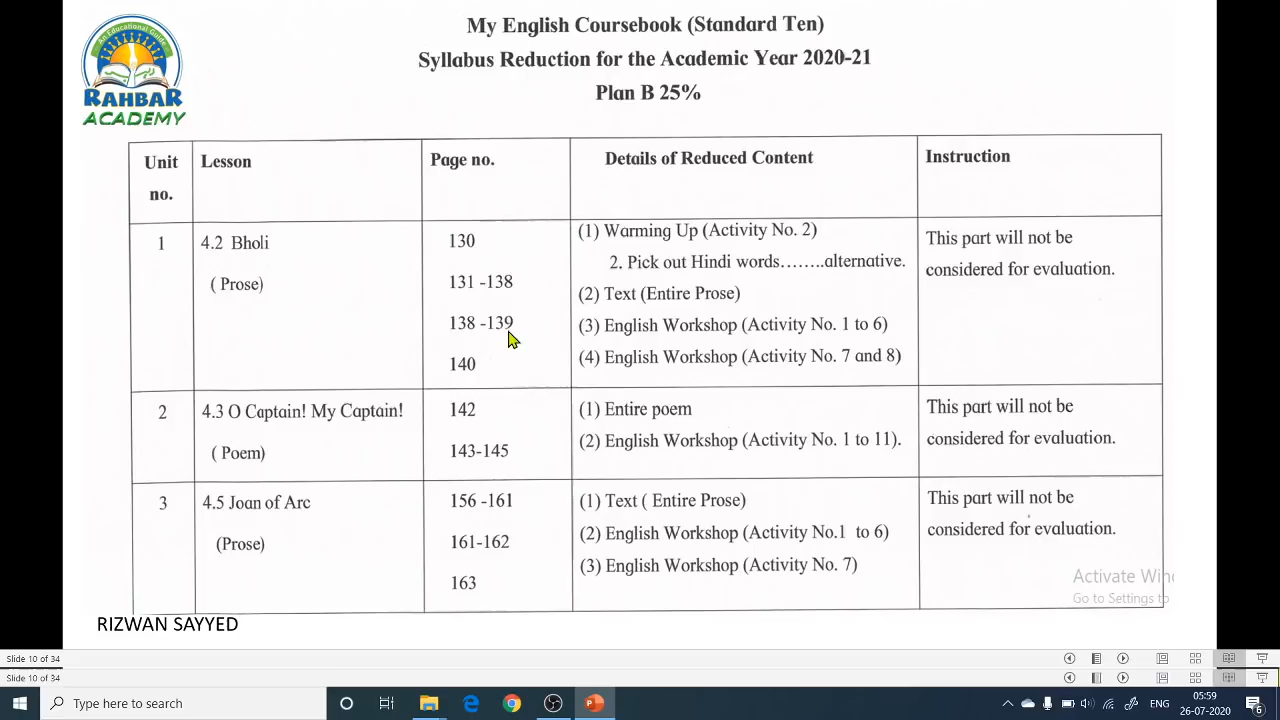 An Educational Guide
RAHBAR
ACADEMY
My English Coursebook (Standard Ten)
Syllabus Reduction for the Academic Year 2020-21
Plan B 25%
Unit no. Lesson Page no. Details of Reduced Content Instruction
1 4.2 Bholi 130 (1) Warming Up (Activity No. 2) This part will not be
2. Pick out Hindi words........alternative. considered for evaluation.
( Prose) 131 -138 (2) Text (Entire Prose)
138 -139 (3) English Workshop (Activity No. 1 to 6)
140 (4) English Workshop (Activity No. 7 and 8)
2 4.3 O Captain! My Captain! 142 (1) Entire poem This part will not be
( Poem) 143-145 (2) English Workshop (Activity No. 1 to 11). considered for evaluation.
3 4.5 Joan of Arc 156 -161 (1) Text ( Entire Prose) This part will not be
(Prose) 161-162 (2) English Workshop (Activity No.1 to 6) considered for evaluation.
163 (3) English Workshop (Activity No. 7)
Activate Win
Go to Settings to
RIZWAN SAYYED
Slide 10 of 34
Slide 10 of 34
Type here to search
ENG
05:59
26-07-2020
6